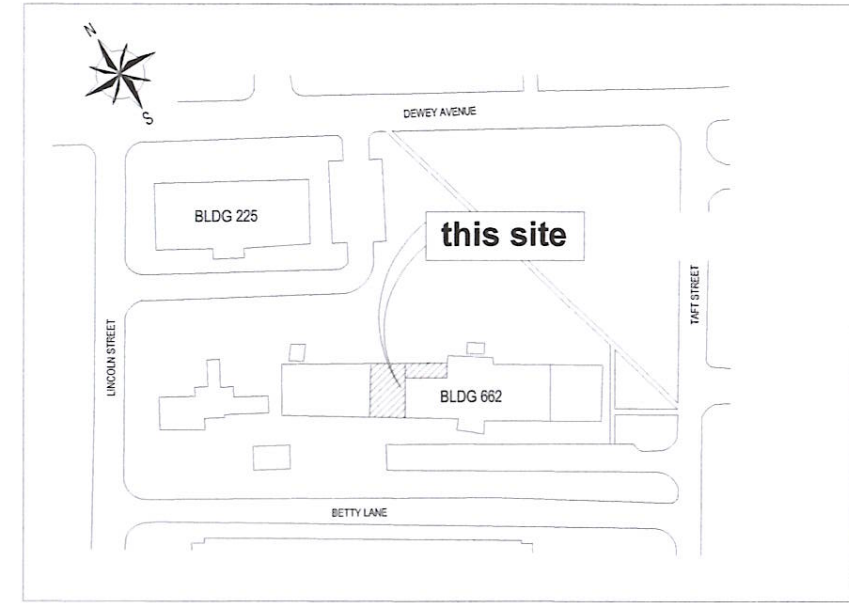 N
S
DEWEY AVENUE
BLDG 225
this site
TAFT STREET
LINCOLN STREET
BLDG 662
BETTY LANE